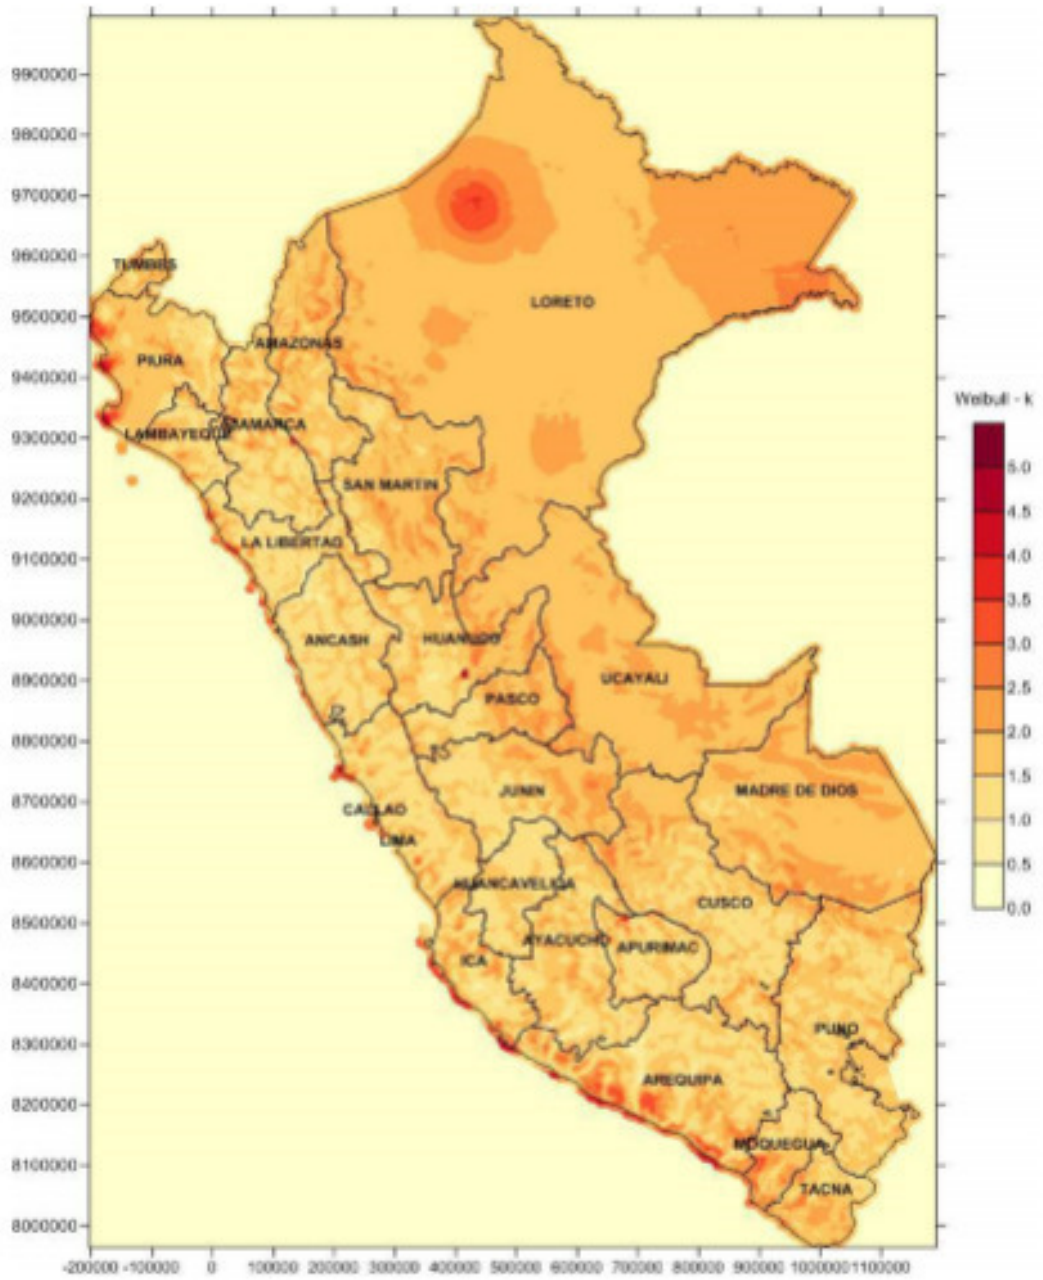 9900000
9800000
9700000
9600000
TUMBES
9500000
LORETO
AMAZONAS
PIURA
9400000
Weibull - k
LAMBAYEQUE
CAJAMARCA
9300000
5.0
SAN MARTIN
9200000
4.5
LA LIBERTAD
9100000
4.0
3.5
9000000
ANCASH
HUANUCO
3.0
8900000
UCAYALI
PASCO
2.5
8800000
2.0
JUNIN
MADRE DE DIOS
1.5
8700000
CALLAO
1.0
LIMA
8600000
0.5
HUANCAVELICA
CUSCO
0.0
8500000
AYACUCHO
APURIMAC
ICA
8400000
PUNO
8300000
AREQUIPA
8200000
MOQUEGUA
8100000
TACNA
8000000
-200000 -100000 0 100000 200000 300000 400000 500000 600000 700000 800000 900000 1000000 1100000